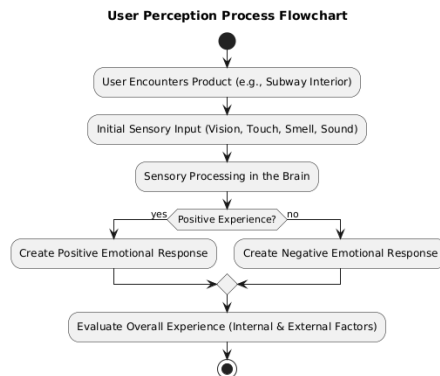 User Perception Process Flowchart
User Encounters Product (e.g., Subway Interior)
Initial Sensory Input (Vision, Touch, Smell, Sound)
Sensory Processing in the Brain
yes
Positive Experience?
no
Create Positive Emotional Response
Create Negative Emotional Response
Evaluate Overall Experience (Internal & External Factors)